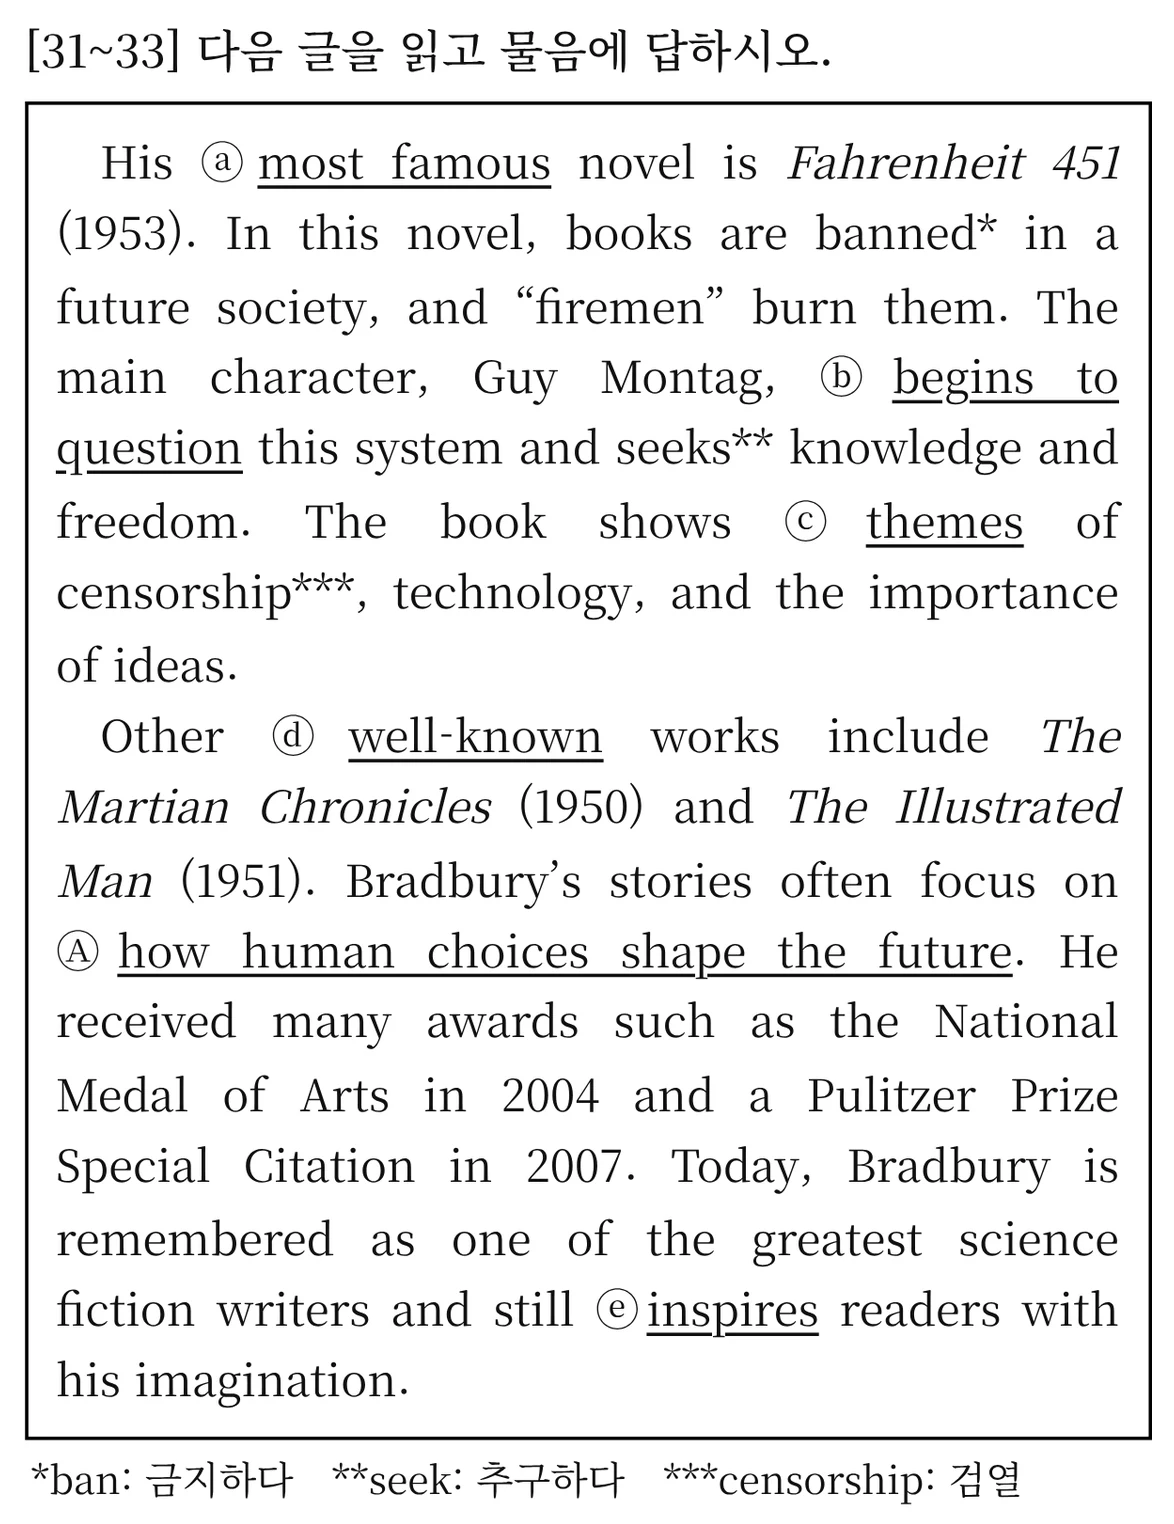 [31~33] 다음 글을 읽고 물음에 답하시오.
His ⓐ most famous novel is Fahrenheit 451
(1953). In this novel, books are banned* in a
future society, and “firemen” burn them. The
main character, Guy Montag, ⓑ begins to
question this system and seeks** knowledge and
freedom. The book shows ⓒ themes of
censorship***, technology, and the importance
of ideas.
Other ⓓ well-known works include The
Martian Chronicles (1950) and The Illustrated
Man (1951). Bradbury’s stories often focus on
Ⓐ how human choices shape the future. He
received many awards such as the National
Medal of Arts in 2004 and a Pulitzer Prize
Special Citation in 2007. Today, Bradbury is
remembered as one of the greatest science
fiction writers and still ⓔ inspires readers with
his imagination.
*ban: 금지하다 **seek: 추구하다 ***censorship: 검열